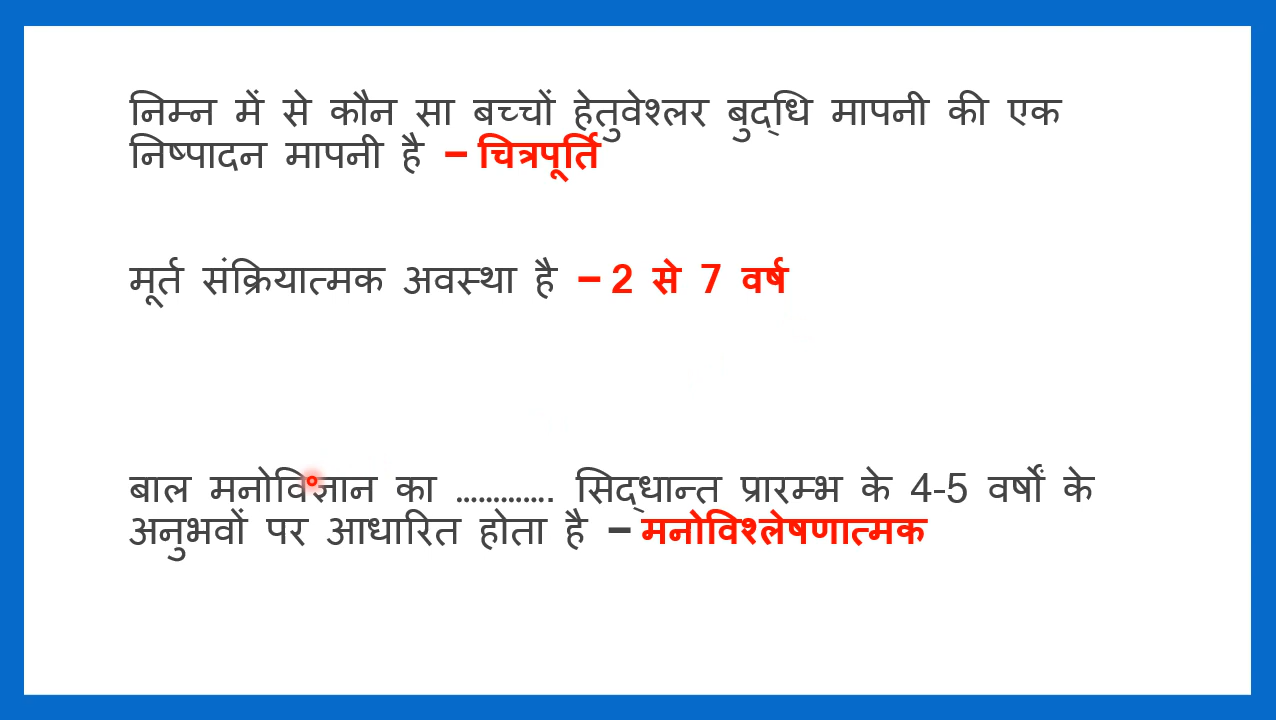 निम्न में से कौन सा बच्चों हेतुवेश्लर बुद्धि मापनी की एक
निष्पादन मापनी है – चित्रपूर्ति
मूर्त संक्रियात्मक अवस्था है – 2 से 7 वर्ष
बाल मनोविज्ञान का …………. सिद्धान्त प्रारम्भ के 4-5 वर्षों के
अनुभवों पर आधारित होता है – मनोविश्लेषणात्मक